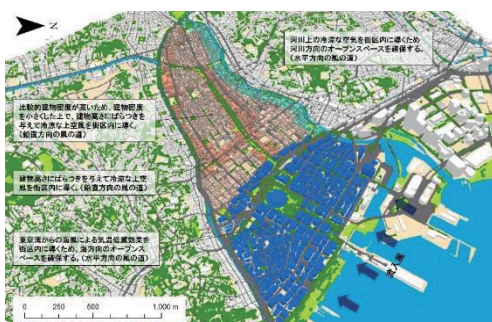 N
河川上の冷涼な空気を街区内に導くため
河川方向のオープンスペースを確保する。
(水平方向の風の道)
比較的建物密度が高いため、建物密度
を小さくした上で、建物高さにばらつきを
与えて冷涼な上空風を街区内に導く。
(鉛直方向の風の道)
建物高さにばらつきを与えて冷涼な上空
風を街区内に導く。(鉛直方向の風の道)
東京湾からの海風による気温低減効果を
街区内に導くため、海方向のオープンス
ペースを確保する。(水平方向の風の道)
0 250 500 1,000 m